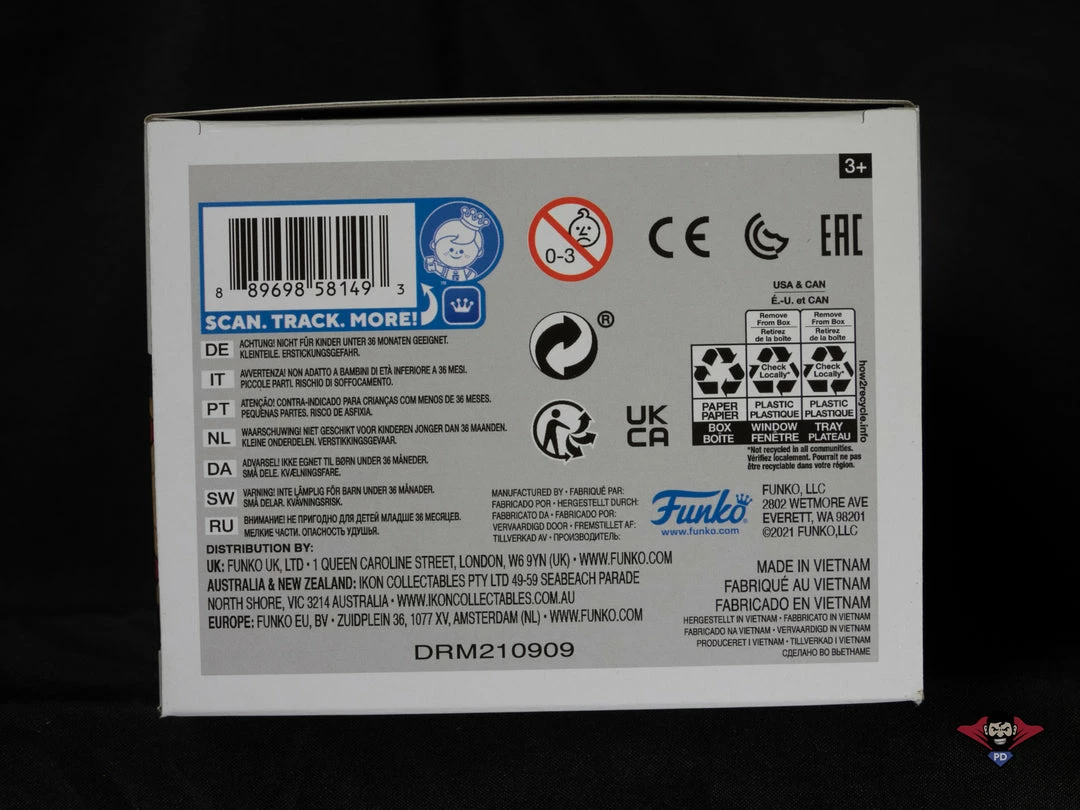 3+
8 89698 58149 3
SCAN. TRACK. MORE!
0-3
CE
EAC
®
UK
CA
USA & CAN
É.-U. et CAN
Remove
From Box
Retirez
de la boîte
Remove
From Box
Retirez
de la boîte
Check
Locally*
Check
Locally*
PAPER
PAPIER
PLASTIC
PLASTIQUE
PLASTIC
PLASTIQUE
BOX
BOÎTE
WINDOW
FENÊTRE
TRAY
PLATEAU
how2recycle.info
*Not recycled in all communities.
Vérifiez localement. Pourrait ne pas
être recyclable dans votre région.
DE ACHTUNG! NICHT FÜR KINDER UNTER 36 MONATEN GEEIGNET.
KLEINTEILE. ERSTICKUNGSGEFAHR.
IT AVVERTENZA! NON ADATTO A BAMBINI DI ETÀ INFERIORE A 36 MESI.
PICCOLE PARTI. RISCHIO DI SOFFOCAMENTO.
PT ATENÇÃO! CONTRA-INDICADO PARA CRIANÇAS COM MENOS DE 36 MESES.
PEQUENAS PARTES. RISCO DE ASFIXIA.
NL WAARSCHUWING! NIET GESCHIKT VOOR KINDEREN JONGER DAN 36 MAANDEN.
KLEINE ONDERDELEN. VERSTIKKINGSGEVAAR.
DA ADVARSEL! IKKE EGNET TIL BØRN UNDER 36 MÅNEDER.
SMÅ DELE. KVÆLNINGSFARE.
SW VARNING! INTE LÄMPLIG FÖR BARN UNDER 36 MÅNADER.
SMÅ DELAR. KVÄVNINGSRISK.
RU ВНИМАНИЕ! НЕ ПРИГОДНО ДЛЯ ДЕТЕЙ МЛАДШЕ 36 МЕСЯЦЕВ.
МЕЛКИЕ ЧАСТИ. ОПАСНОСТЬ УДУШЬЯ.
MANUFACTURED BY • FABRIQUÉ PAR:
FABRICADO POR • HERGESTELLT DURCH:
FABBRICATO DA • FABRICADO POR:
VERVAARDIGD DOOR • FREMSTILLET AF:
TILLVERKAD AV • ПРОИЗВОДИТЕЛЬ:
Funko
www.funko.com
FUNKO, LLC
2802 WETMORE AVE
EVERETT, WA 98201
©2021 FUNKO,LLC
DISTRIBUTION BY:
UK: FUNKO UK, LTD • 1 QUEEN CAROLINE STREET, LONDON, W6 9YN (UK) • WWW.FUNKO.COM
AUSTRALIA & NEW ZEALAND: IKON COLLECTABLES PTY LTD 49-59 SEABEACH PARADE
NORTH SHORE, VIC 3214 AUSTRALIA • WWW.IKONCOLLECTABLES.COM.AU
EUROPE: FUNKO EU, BV • ZUIDPLEIN 36, 1077 XV, AMSTERDAM (NL) • WWW.FUNKO.COM
DRM210909
MADE IN VIETNAM
FABRIQUÉ AU VIETNAM
FABRICADO EN VIETNAM
HERGESTELLT IN VIETNAM • FABBRICATO IN VIETNAM
FABRICADO NA VIETNAM • VERVAARDIGD IN VIETNAM
PRODUCERET I VIETNAM • TILLVERKAD I VIETNAM
СДЕЛАНО ВО ВЬЕТНАМЕ
PD